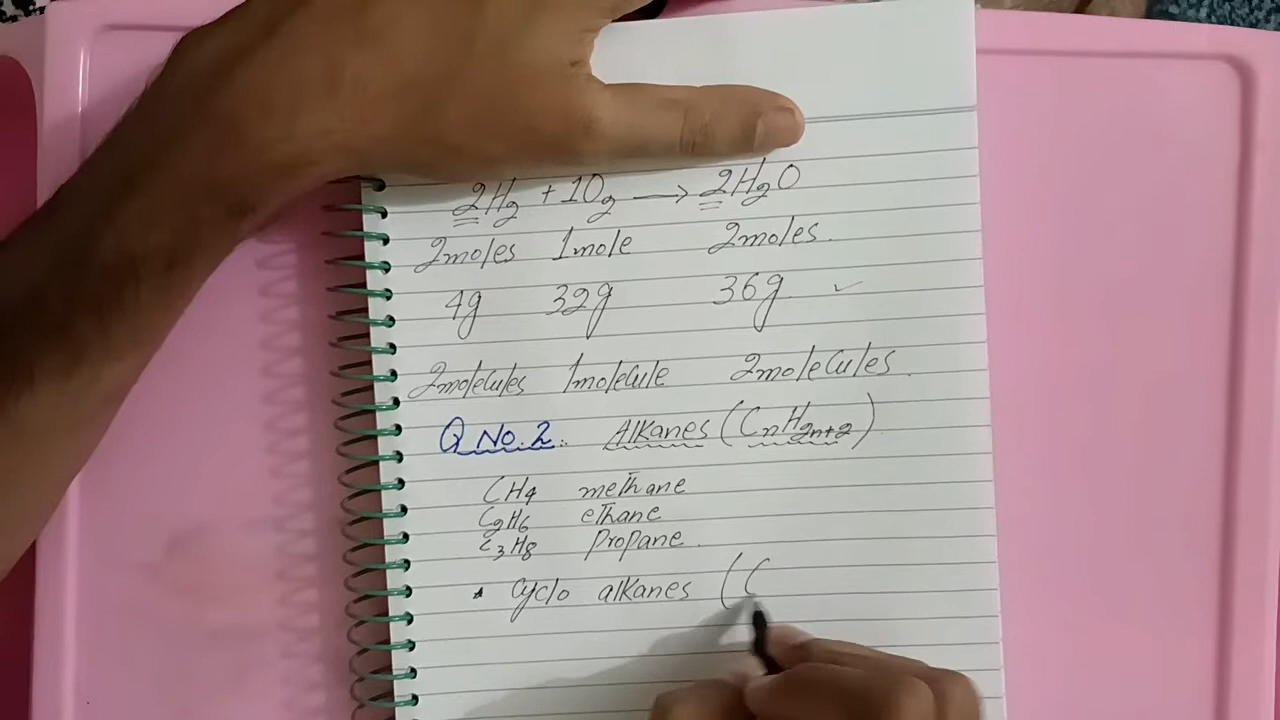 2H2 + 1O2 → 2H2O
2moles 1mole 2moles.
4g 32g 36g ✓
2molecules 1molecule 2molecules.
Q No.2. Alkanes (CnH2n+2)
CH4 methane
C2H6 ethane
C3H8 Propane.
* Cyclo alkanes (C